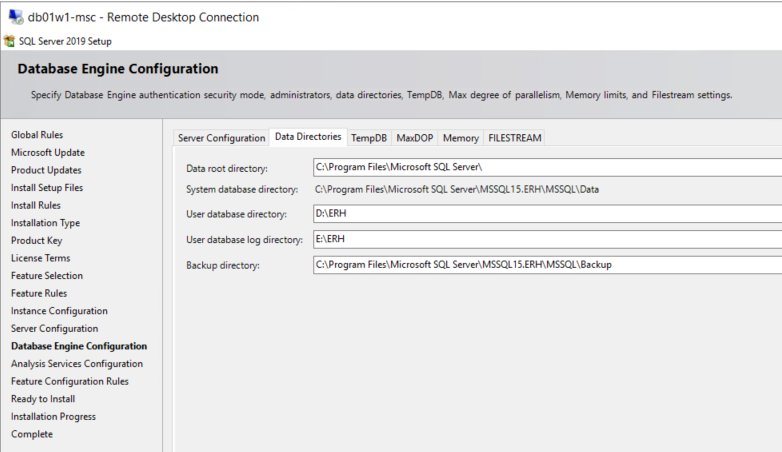 db01w1-msc - Remote Desktop Connection
SQL Server 2019 Setup
Database Engine Configuration
Specify Database Engine authentication security mode, administrators, data directories, TempDB, Max degree of parallelism, Memory limits, and Filestream settings.
Global Rules
Microsoft Update
Product Updates
Install Setup Files
Install Rules
Installation Type
Product Key
License Terms
Feature Selection
Feature Rules
Instance Configuration
Server Configuration
Database Engine Configuration
Analysis Services Configuration
Feature Configuration Rules
Ready to Install
Installation Progress
Complete
Server Configuration Data Directories TempDB MaxDOP Memory FILESTREAM
Data root directory: C:\Program Files\Microsoft SQL Server\
System database directory: C:\Program Files\Microsoft SQL Server\MSSQL15.ERH\MSSQL\Data
User database directory: D:\ERH
User database log directory: E:\ERH
Backup directory: C:\Program Files\Microsoft SQL Server\MSSQL15.ERH\MSSQL\Backup